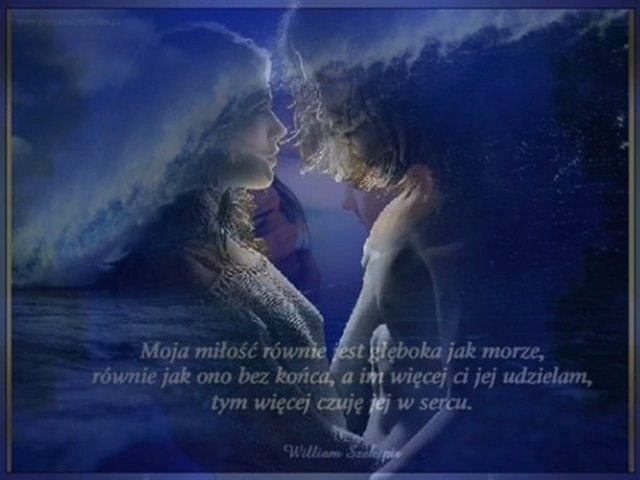 Moja miłość równie jest głęboka jak morze,
równie jak ono bez końca, a im więcej ci jej udzielam,
tym więcej czuję jej w sercu.
William Szekspir